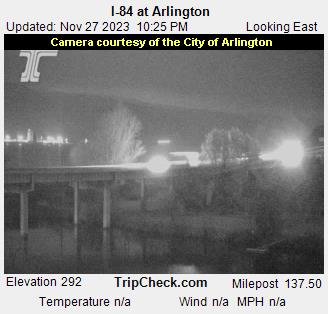 I-84 at Arlington
Updated: Nov 27 2023 10:25 PM Looking East
Camera courtesy of the City of Arlington
Elevation 292 TripCheck.com Milepost 137.50
Temperature n/a Wind n/a MPH n/a